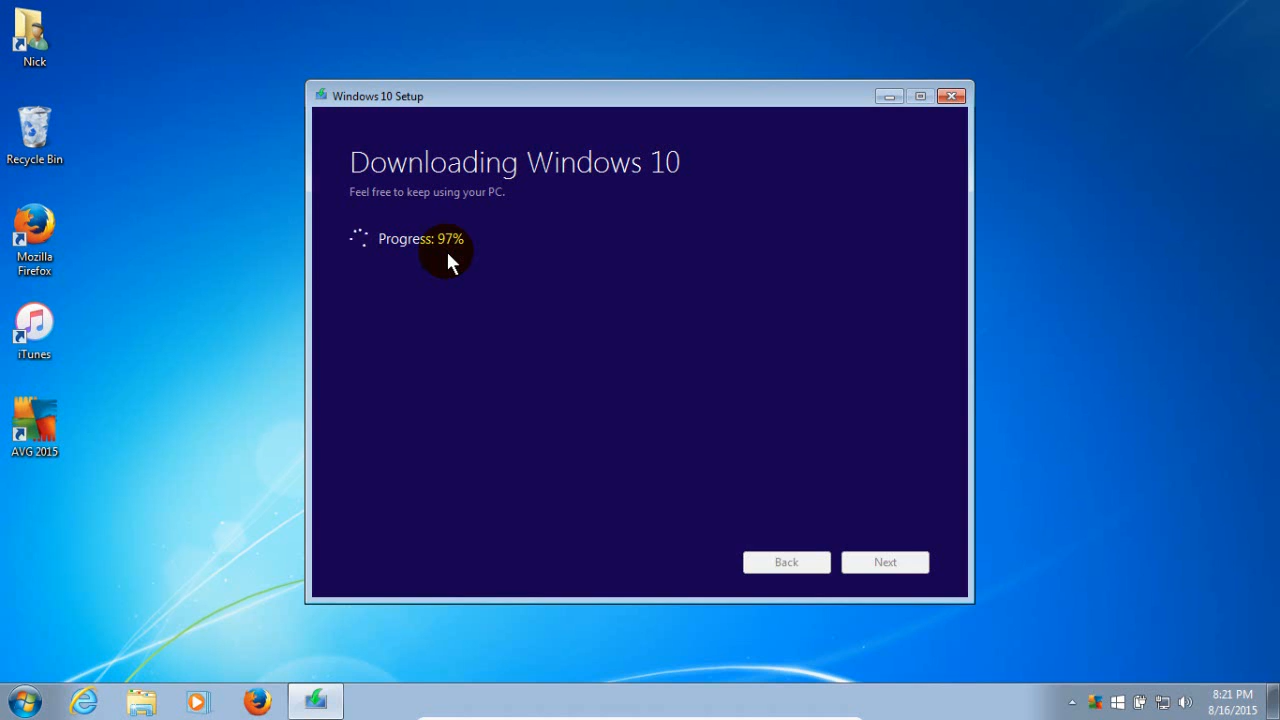 Nick
Recycle Bin
Mozilla
Firefox
iTunes
AVG 2015
Windows 10 Setup
Downloading Windows 10
Feel free to keep using your PC.
Progress: 97%
Back
Next
8:21 PM
8/16/2015